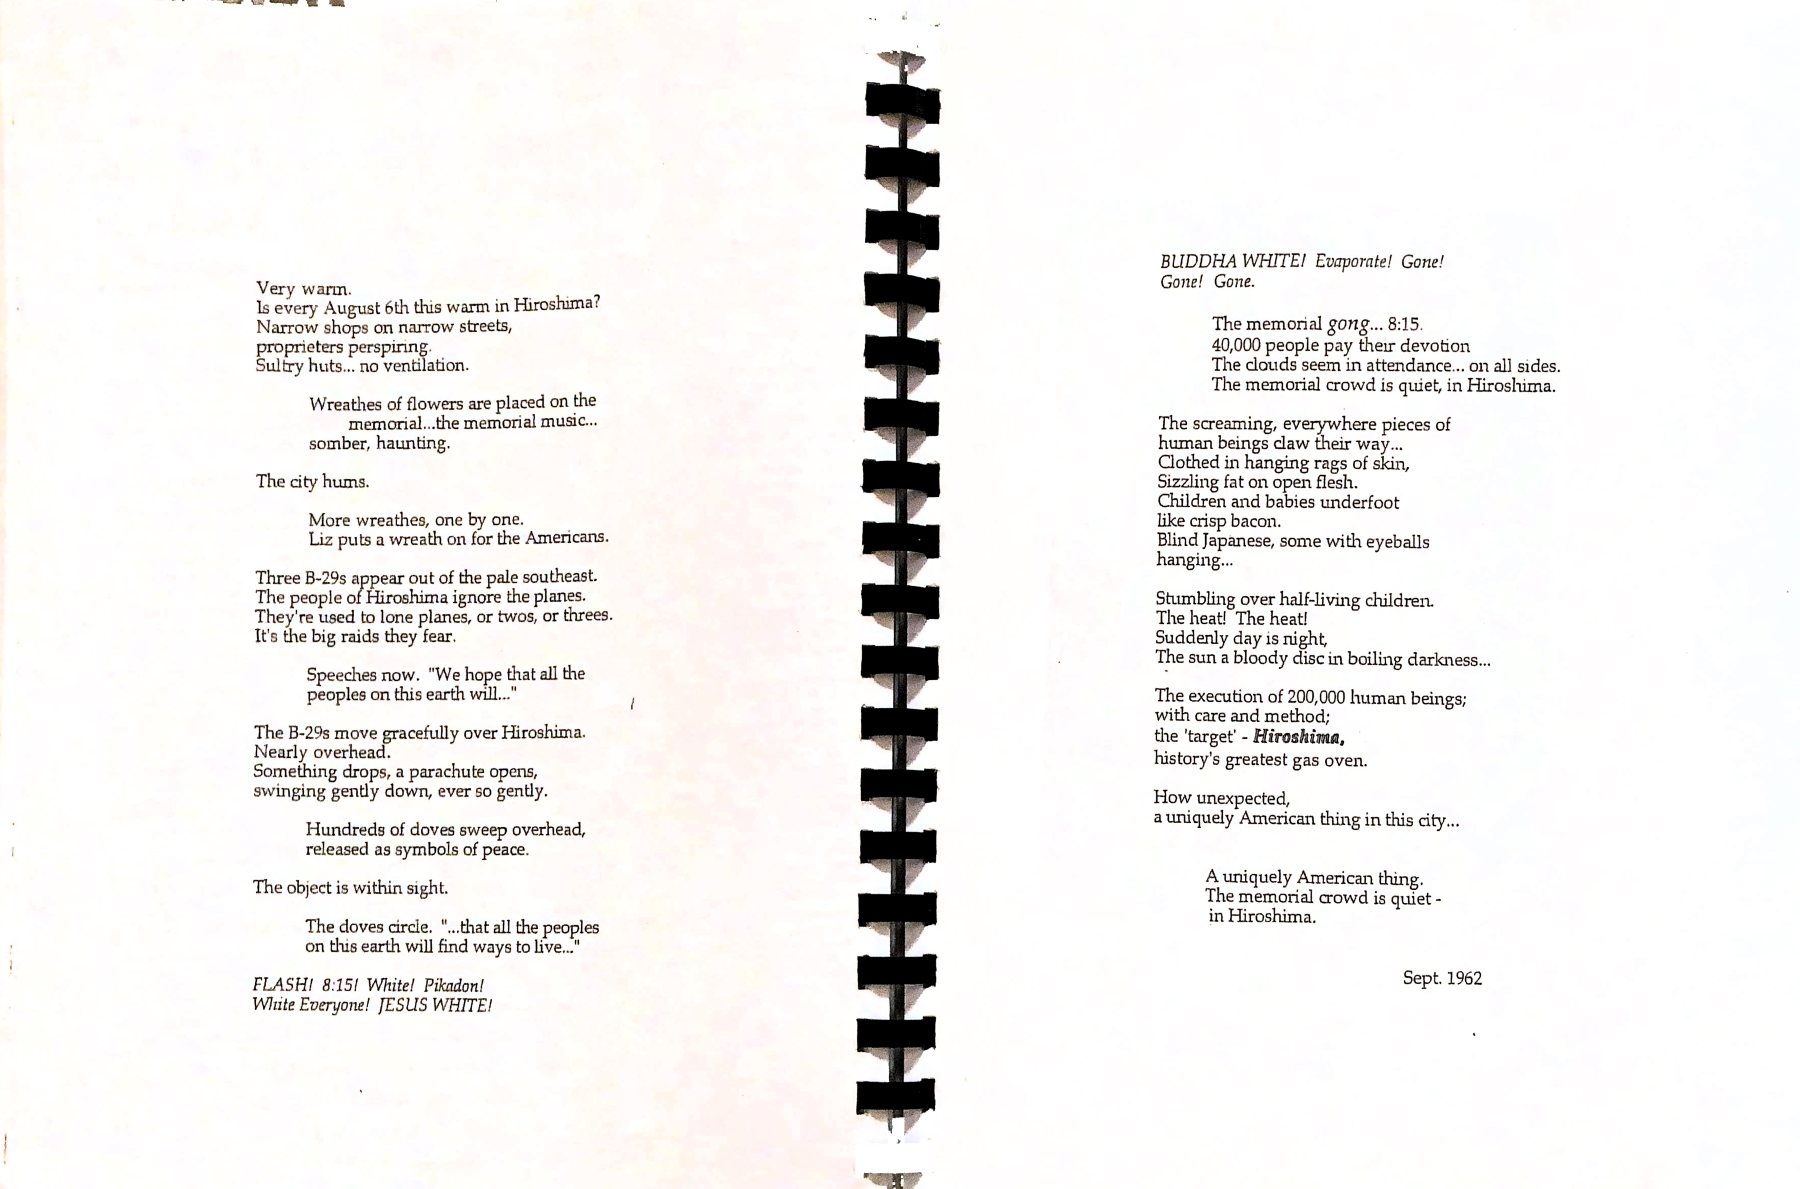 Very warm.
Is every August 6th this warm in Hiroshima?
Narrow shops on narrow streets,
proprieters perspiring.
Sultry huts... no ventilation.
Wreathes of flowers are placed on the
memorial...the memorial music...
somber, haunting.
The city hums.
More wreathes, one by one.
Liz puts a wreath on for the Americans.
Three B-29s appear out of the pale southeast.
The people of Hiroshima ignore the planes.
They're used to lone planes, or twos, or threes.
It's the big raids they fear.
Speeches now.  "We hope that all the
peoples on this earth will..."
The B-29s move gracefully over Hiroshima.
Nearly overhead.
Something drops, a parachute opens,
swinging gently down, ever so gently.
Hundreds of doves sweep overhead,
released as symbols of peace.
The object is within sight.
The doves circle.  "...that all the peoples
on this earth will find ways to live..."
FLASH!  8:15!  White!  Pikadon!
White Everyone!  JESUS WHITE!
BUDDHA WHITE!  Evaporate!  Gone!
Gone!  Gone.
The memorial gong... 8:15.
40,000 people pay their devotion
The clouds seem in attendance... on all sides.
The memorial crowd is quiet, in Hiroshima.
The screaming, everywhere pieces of
human beings claw their way...
Clothed in hanging rags of skin,
Sizzling fat on open flesh.
Children and babies underfoot
like crisp bacon.
Blind Japanese, some with eyeballs
hanging...
Stumbling over half-living children.
The heat!  The heat!
Suddenly day is night,
The sun a bloody disc in boiling darkness...
The execution of 200,000 human beings;
with care and method;
the 'target' - Hiroshima,
history's greatest gas oven.
How unexpected,
a uniquely American thing in this city...
A uniquely American thing.
The memorial crowd is quiet -
in Hiroshima.
Sept. 1962